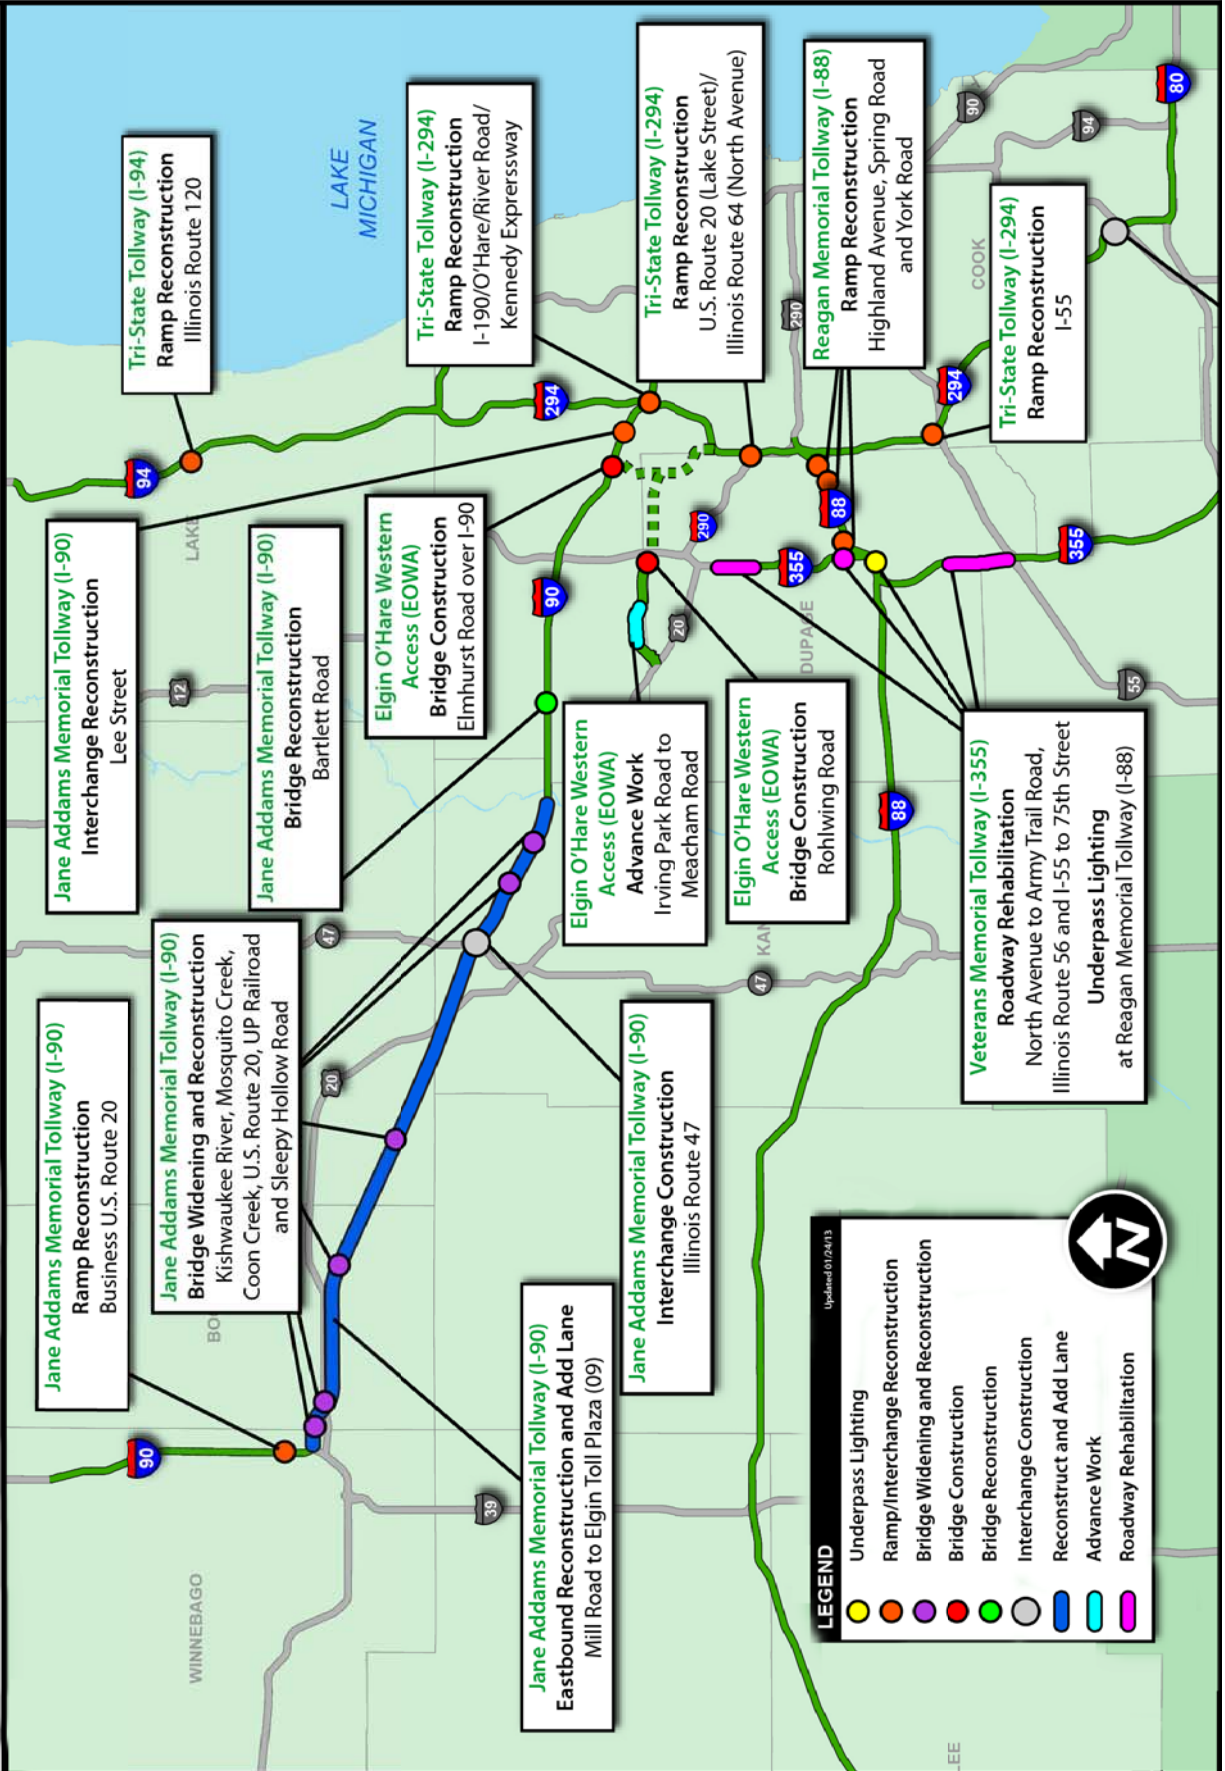 Jane Addams Memorial Tollway (I-90)
Ramp Reconstruction
Business U.S. Route 20
Jane Addams Memorial Tollway (I-90)
Bridge Widening and Reconstruction
Kishwaukee River, Mosquito Creek,
Coon Creek, U.S. Route 20, UP Railroad
and Sleepy Hollow Road
Jane Addams Memorial Tollway (I-90)
Interchange Reconstruction
Lee Street
Jane Addams Memorial Tollway (I-90)
Bridge Reconstruction
Bartlett Road
Elgin O'Hare Western
Access (EOWA)
Bridge Construction
Elmhurst Road over I-90
Tri-State Tollway (I-94)
Ramp Reconstruction
Illinois Route 120
Tri-State Tollway (I-294)
Ramp Reconstruction
I-190/O'Hare/River Road/
Kennedy Exprerssway
Tri-State Tollway (I-294)
Ramp Reconstruction
U.S. Route 20 (Lake Street)/
Illinois Route 64 (North Avenue)
Reagan Memorial Tollway (I-88)
Ramp Reconstruction
Highland Avenue, Spring Road
and York Road
Tri-State Tollway (I-294)
Ramp Reconstruction
I-55
Jane Addams Memorial Tollway (I-90)
Eastbound Reconstruction and Add Lane
Mill Road to Elgin Toll Plaza (09)
Jane Addams Memorial Tollway (I-90)
Interchange Construction
Illinois Route 47
Elgin O'Hare Western
Access (EOWA)
Advance Work
Irving Park Road to
Meacham Road
Elgin O'Hare Western
Access (EOWA)
Bridge Construction
Rohlwing Road
Veterans Memorial Tollway (I-355)
Roadway Rehabilitation
North Avenue to Army Trail Road,
Illinois Route 56 and I-55 to 75th Street
Underpass Lighting
at Reagan Memorial Tollway (I-88)
LAKE
MICHIGAN
WINNEBAGO
BO
LAKE
COOK
DUPAGE
KAN
LEE
90
39
20
47
47
12
90
94
294
290
290
20
355
88
88
355
294
55
90
94
80
LEGEND
Updated 01/24/13
Underpass Lighting
Ramp/Interchange Reconstruction
Bridge Widening and Reconstruction
Bridge Construction
Bridge Reconstruction
Interchange Construction
Reconstruct and Add Lane
Advance Work
Roadway Rehabilitation
N